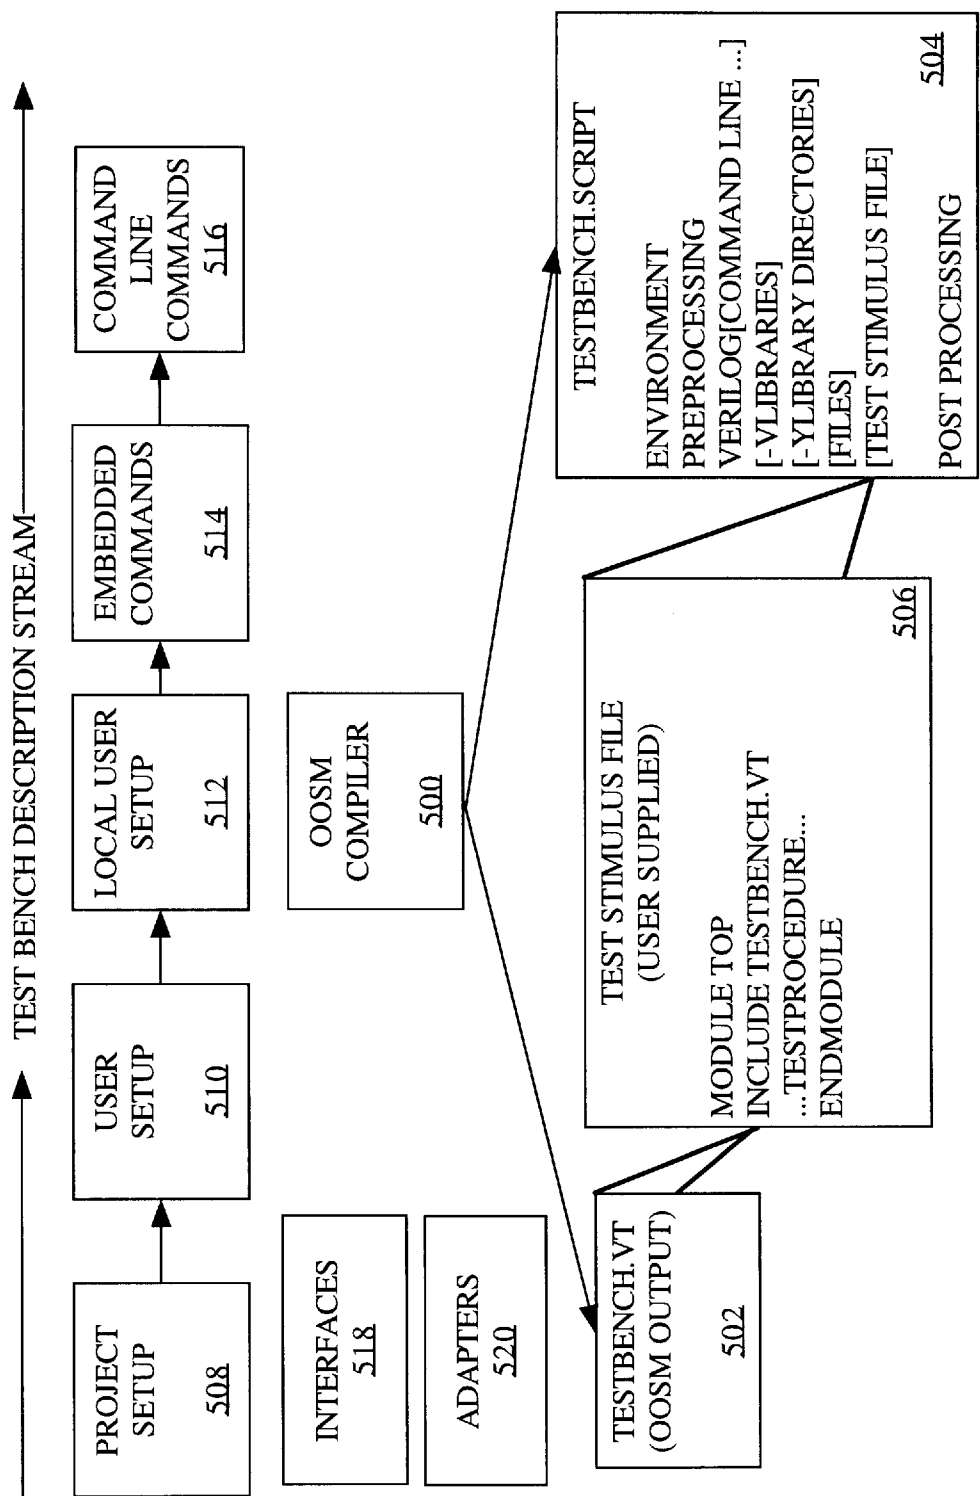 TEST BENCH DESCRIPTION STREAM
PROJECT
SETUP
508
USER
SETUP
510
LOCAL USER
SETUP
512
EMBEDDED
COMMANDS
514
COMMAND
LINE
COMMANDS
516
INTERFACES
518
ADAPTERS
520
OOSM
COMPILER
500
TESTBENCH.VT
(OOSM OUTPUT)
502
TEST STIMULUS FILE
(USER SUPPLIED)
MODULE TOP
INCLUDE TESTBENCH.VT
...TESTPROCEDURE...
ENDMODULE
506
TESTBENCH.SCRIPT
ENVIRONMENT
PREPROCESSING
VERILOG[COMMAND LINE ...]
[-VLIBRARIES]
[-YLIBRARY DIRECTORIES]
[FILES]
[TEST STIMULUS FILE]
POST PROCESSING
504